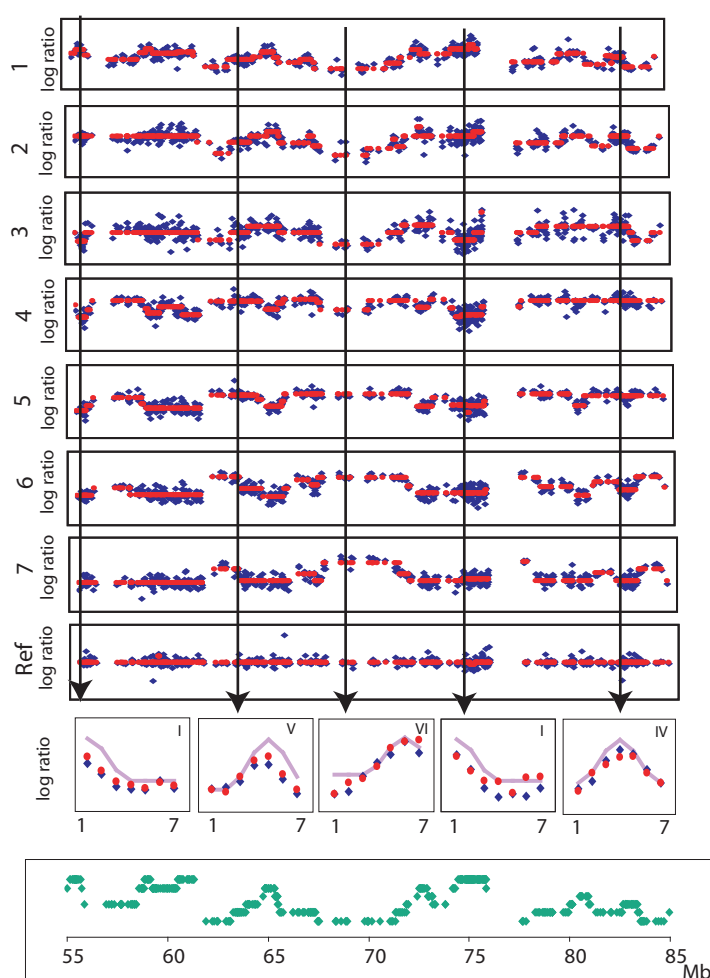 1 log ratio
2 log ratio
3 log ratio
4 log ratio
5 log ratio
6 log ratio
7 log ratio
Ref log ratio
log ratio
I V VI I IV
1 7 1 7 1 7 1 7 1 7
55 60 65 70 75 80 85
Mb